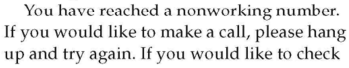 You have reached a nonworking number.
If you would like to make a call, please hang
up and try again. If you would like to check